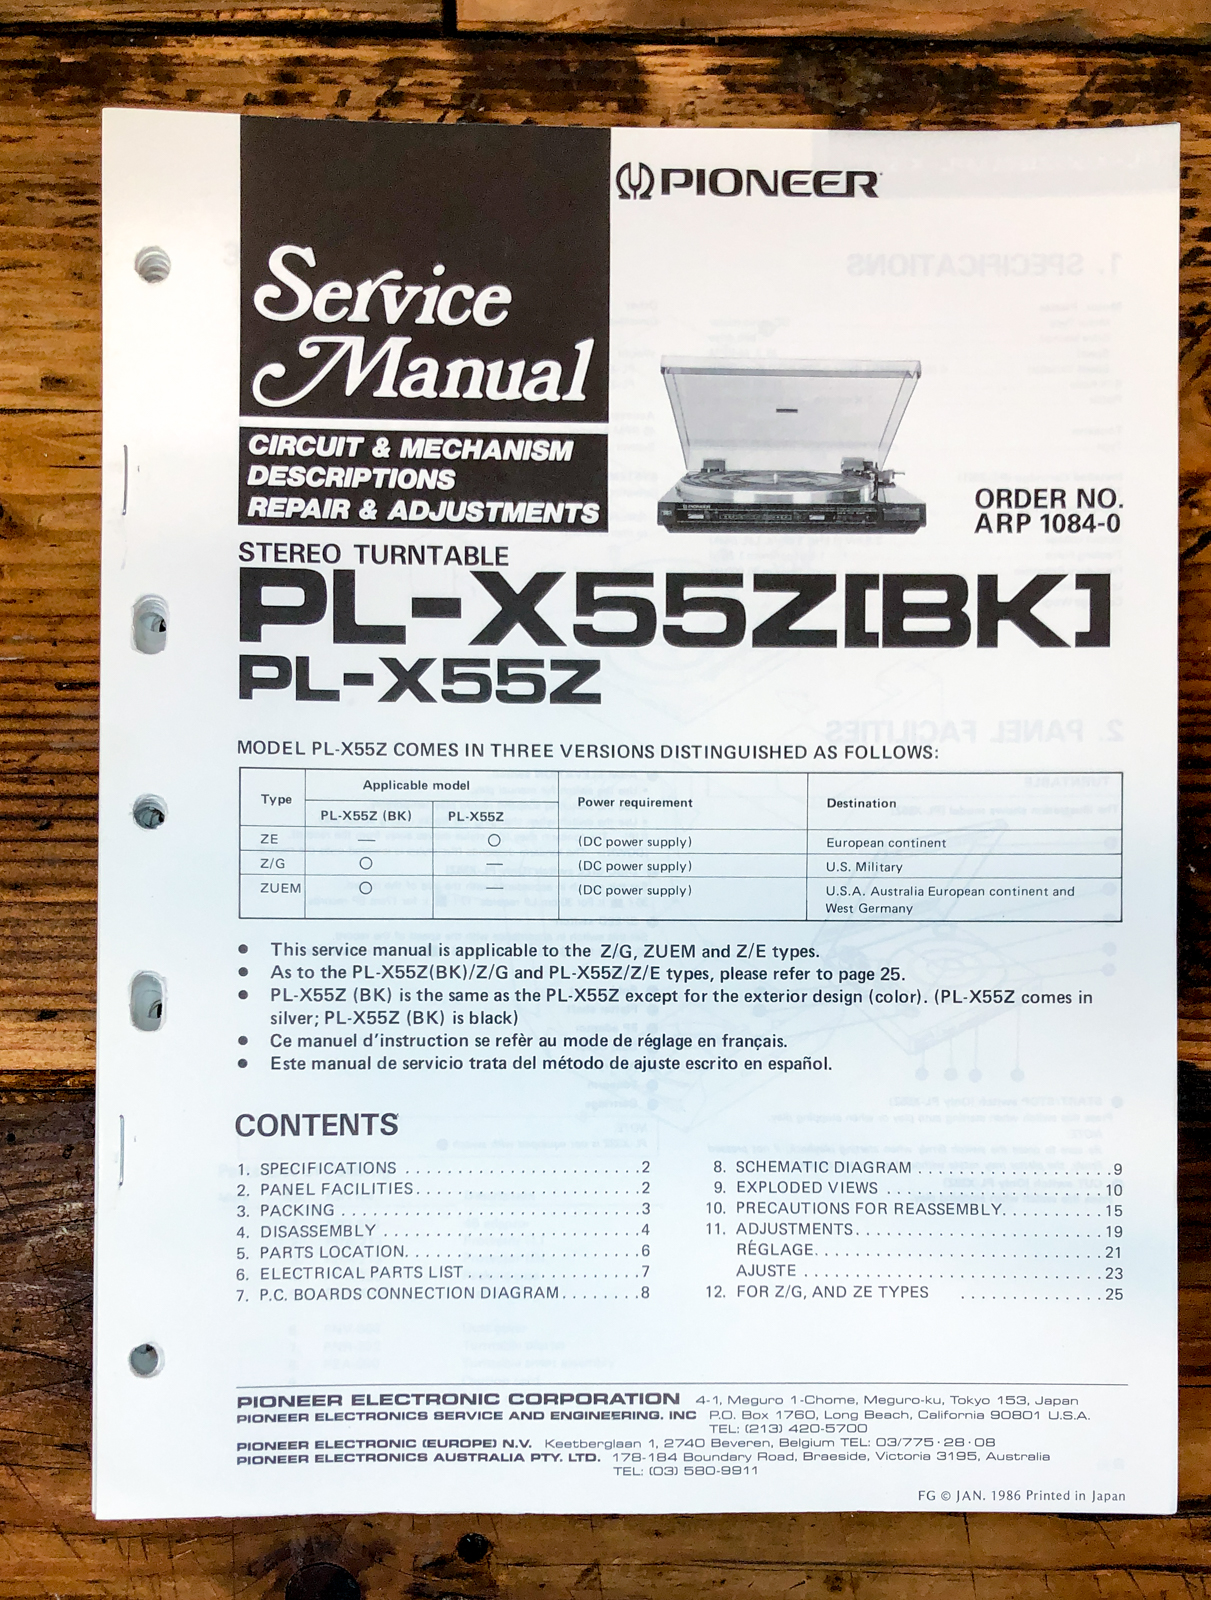 PIONEER
Service
Manual
CIRCUIT & MECHANISM
DESCRIPTIONS
REPAIR & ADJUSTMENTS
ORDER NO.
ARP 1084-0
STEREO TURNTABLE
PL-X55Z[BK]
PL-X55Z
MODEL PL-X55Z COMES IN THREE VERSIONS DISTINGUISHED AS FOLLOWS:
Type Applicable model Power requirement Destination
PL-X55Z (BK) PL-X55Z
ZE — ○ (DC power supply) European continent
Z/G ○ — (DC power supply) U.S. Military
ZUEM ○ — (DC power supply) U.S.A. Australia European continent and
West Germany
● This service manual is applicable to the Z/G, ZUEM and Z/E types.
● As to the PL-X55Z(BK)/Z/G and PL-X55Z/Z/E types, please refer to page 25.
● PL-X55Z (BK) is the same as the PL-X55Z except for the exterior design (color). (PL-X55Z comes in
silver; PL-X55Z (BK) is black)
● Ce manuel d'instruction se refèr au mode de réglage en français.
● Este manual de servicio trata del método de ajuste escrito en español.
CONTENTS
1. SPECIFICATIONS . . . . . . . . . . . . . . . . . . . . . . . 2
2. PANEL FACILITIES. . . . . . . . . . . . . . . . . . . . . . 2
3. PACKING . . . . . . . . . . . . . . . . . . . . . . . . . . . . . 3
4. DISASSEMBLY . . . . . . . . . . . . . . . . . . . . . . . . . 4
5. PARTS LOCATION. . . . . . . . . . . . . . . . . . . . . . . 6
6. ELECTRICAL PARTS LIST . . . . . . . . . . . . . . . . . 7
7. P.C. BOARDS CONNECTION DIAGRAM . . . . . . . . 8
8. SCHEMATIC DIAGRAM . . . . . . . . . . . . . . . . . . . 9
9. EXPLODED VIEWS . . . . . . . . . . . . . . . . . . . . . 10
10. PRECAUTIONS FOR REASSEMBLY. . . . . . . . . . 15
11. ADJUSTMENTS. . . . . . . . . . . . . . . . . . . . . . . . 19
RÉGLAGE. . . . . . . . . . . . . . . . . . . . . . . . . . . . 21
AJUSTE . . . . . . . . . . . . . . . . . . . . . . . . . . . . . 23
12. FOR Z/G, AND ZE TYPES . . . . . . . . . . . . . . 25
PIONEER ELECTRONIC CORPORATION 4-1, Meguro 1-Chome, Meguro-ku, Tokyo 153, Japan
PIONEER ELECTRONICS SERVICE AND ENGINEERING. INC P.O. Box 1760, Long Beach, California 90801 U.S.A.
TEL: (213) 420-5700
PIONEER ELECTRONIC (EUROPE) N.V. Keetberglaan 1, 2740 Beveren, Belgium TEL: 03/775·28·08
PIONEER ELECTRONICS AUSTRALIA PTY. LTD. 178-184 Boundary Road, Braeside, Victoria 3195, Australia
TEL: (03) 580-9911
FG © JAN. 1986 Printed in Japan